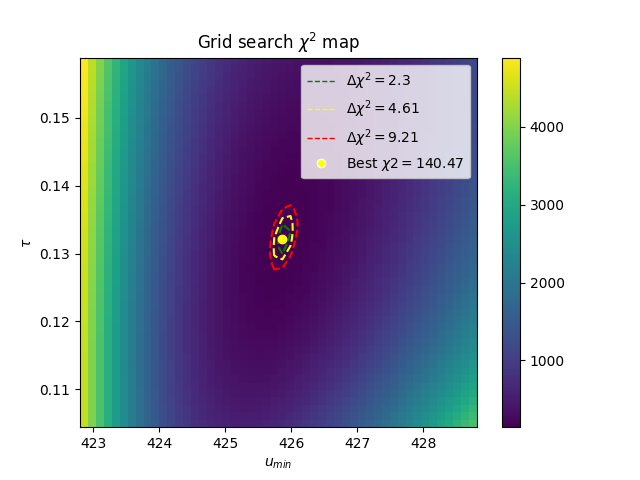 Grid search χ² map
Δχ² = 2.3
Δχ² = 4.61
Δχ² = 9.21
Best χ2 = 140.47
0.15
0.14
0.13
0.12
0.11
τ
423 424 425 426 427 428
u_min
4000
3000
2000
1000